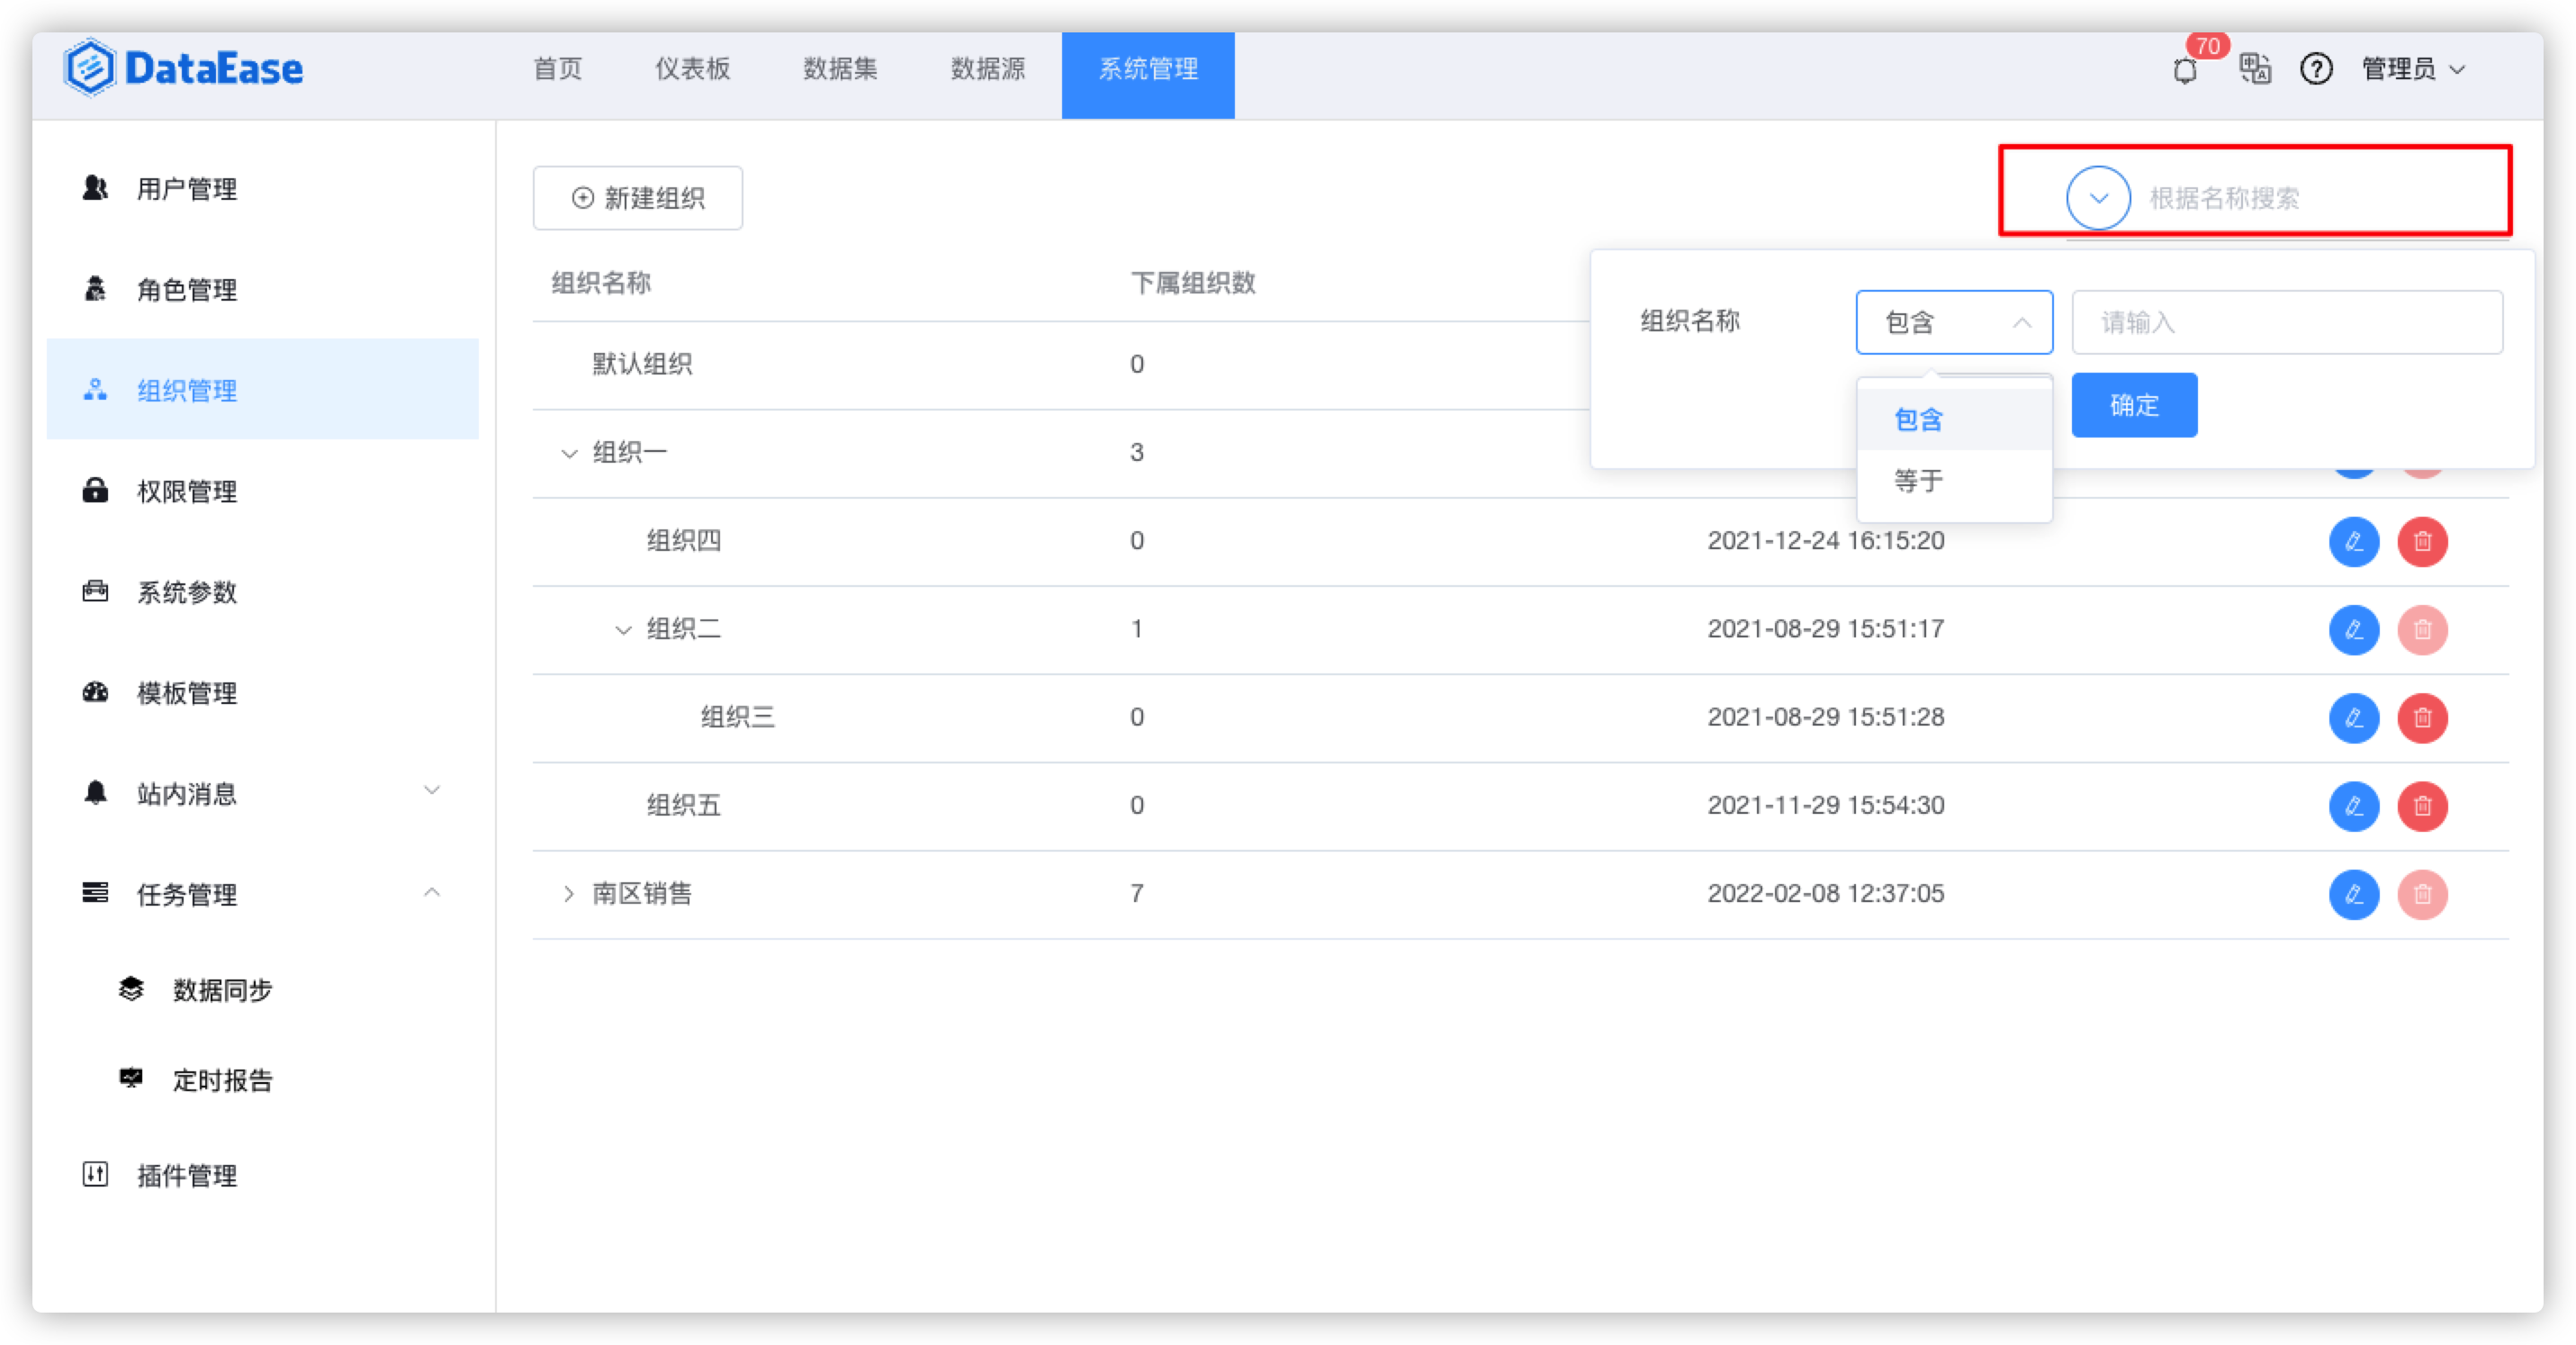 DataEase
首页
仪表板
数据集
数据源
系统管理
70
管理员
用户管理
角色管理
组织管理
权限管理
系统参数
模板管理
站内消息
任务管理
数据同步
定时报告
插件管理
新建组织
根据名称搜索
组织名称 下属组织数
默认组织 0
组织一 3
组织四 0 2021-12-24 16:15:20
组织二 1 2021-08-29 15:51:17
组织三 0 2021-08-29 15:51:28
组织五 0 2021-11-29 15:54:30
南区销售 7 2022-02-08 12:37:05
组织名称 包含 请输入
包含
等于
确定